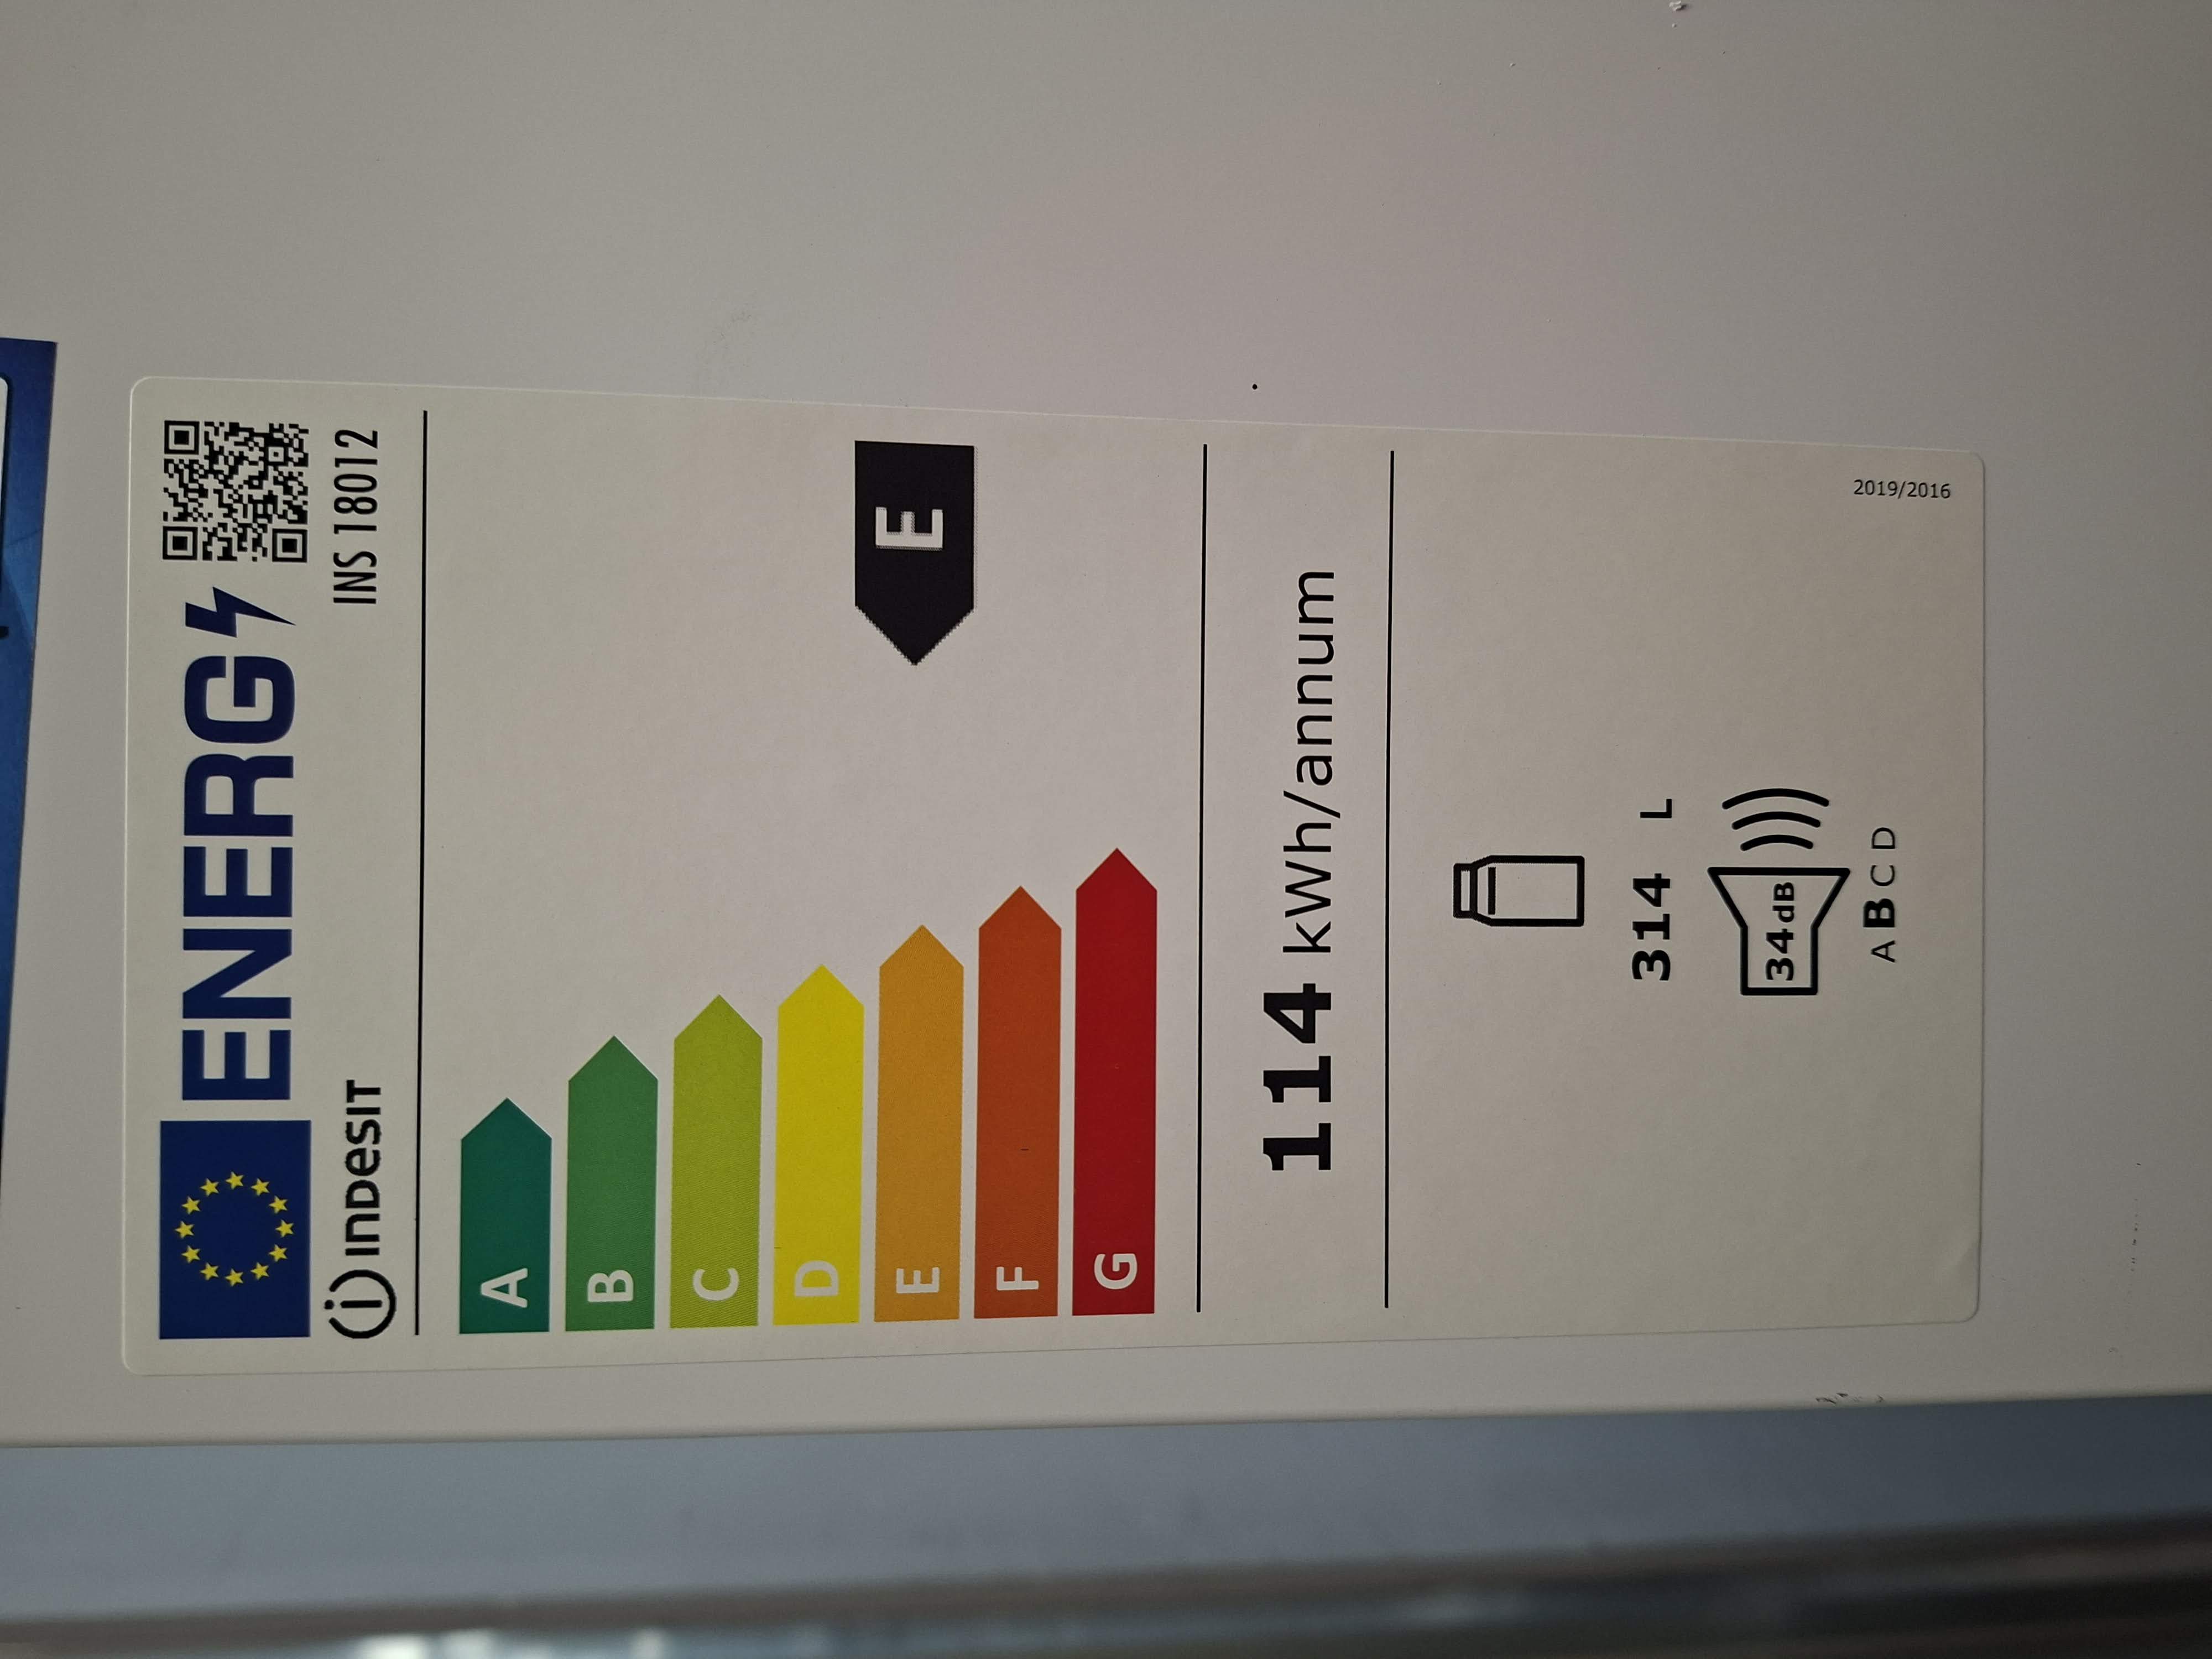 ENERG
INDESIT
INS 18012
A
B
C
D
E
F
G
E
114 kWh/annum
314 L
34dB
ABCD
2019/2016